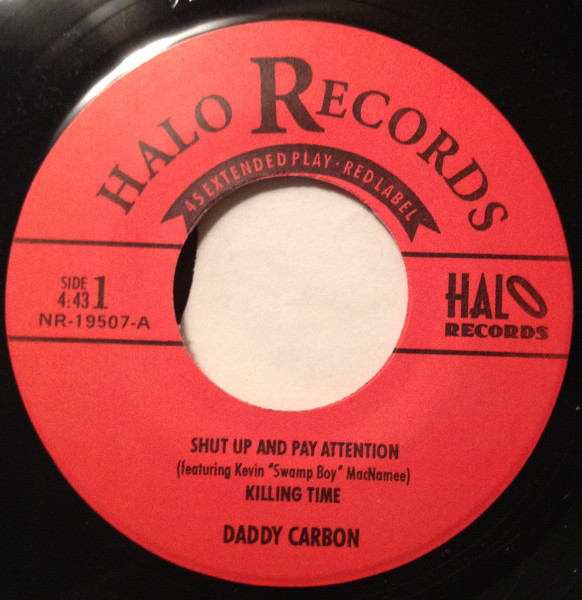 HALO RECORDS
45 EXTENDED PLAY · RED LABEL
SIDE 1
4:43
NR-19507-A
HALO
RECORDS
SHUT UP AND PAY ATTENTION
(featuring Kevin "Swamp Boy" MacNamee)
KILLING TIME
DADDY CARBON